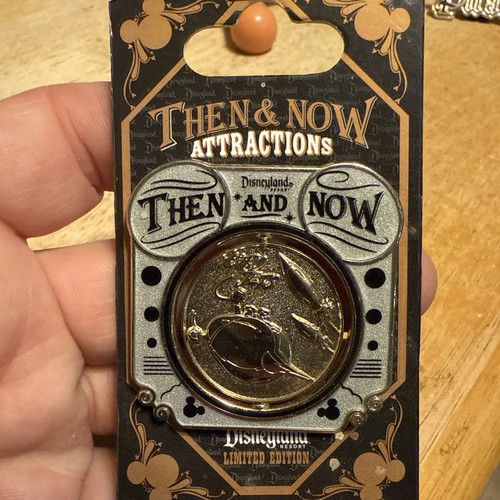 THEN & NOW
ATTRACTIONS
Disneyland
RESORT
THEN AND NOW
Disneyland
RESORT
LIMITED EDITION